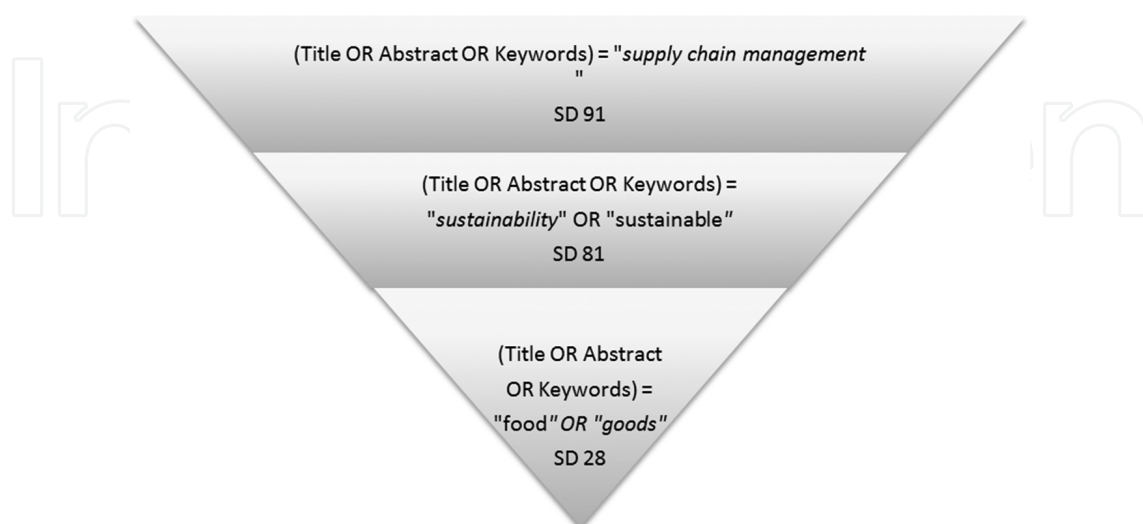 (Title OR Abstract OR Keywords) = "supply chain management
"
SD 91
(Title OR Abstract OR Keywords) =
"sustainability" OR "sustainable"
SD 81
(Title OR Abstract
OR Keywords) =
"food" OR "goods"
SD 28